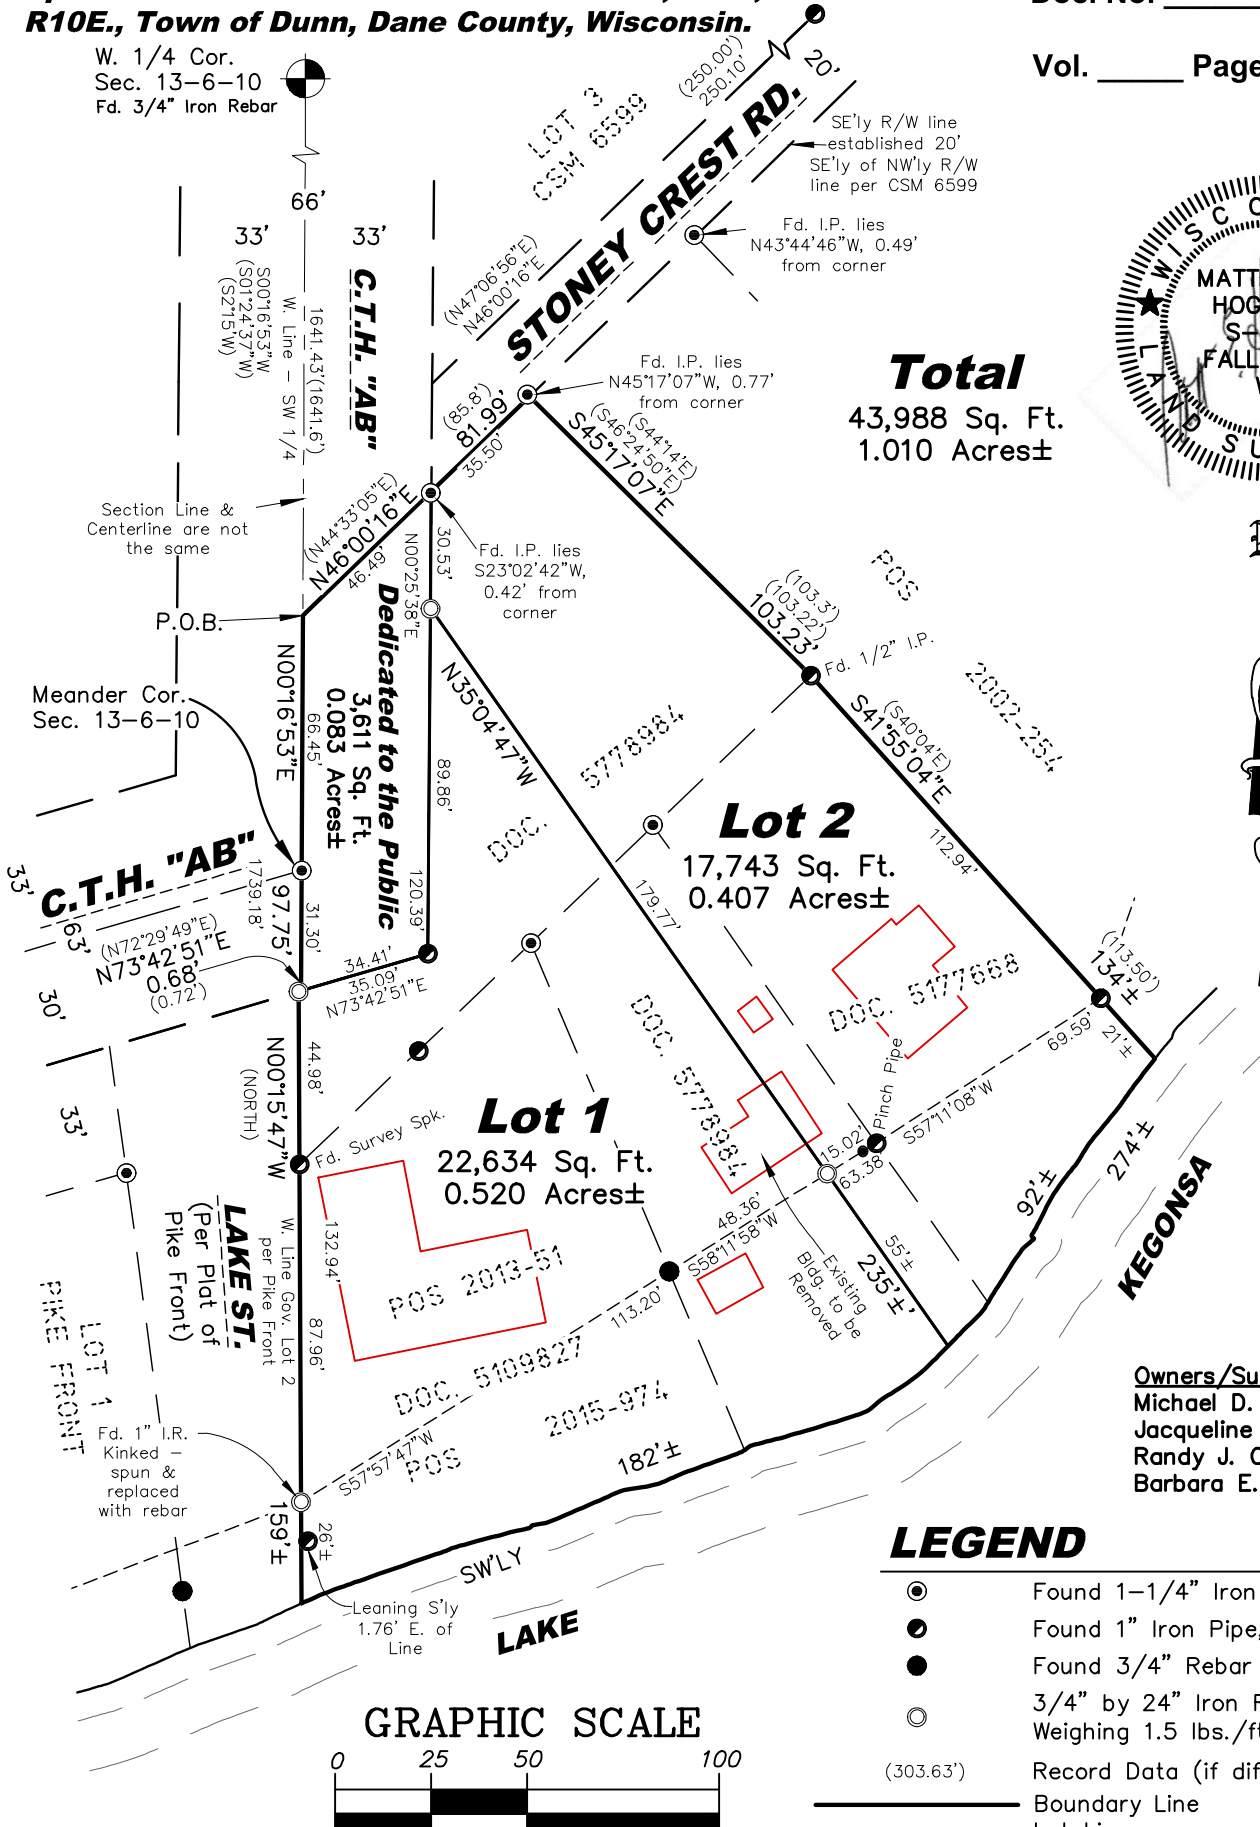 R10E., Town of Dunn, Dane County, Wisconsin.
Vol. _____ Page
W. 1/4 Cor.
Sec. 13-6-10
Fd. 3/4" Iron Rebar
66'
33'
33'
C.T.H. "AB"
S00°16'53"W
(S01°24'37"W)
(S2°15'W)
W. Line - SW 1/4
1641.43'(1641.6')
LOT 3
CSM 6599
(250.00')
250.10'
20'
STONEY CREST RD.
(N47°06'56"E)
N46°00'16"E
SE'ly R/W line
established 20'
SE'ly of NW'ly R/W
line per CSM 6599
Fd. I.P. lies
N43°44'46"W, 0.49'
from corner
Fd. I.P. lies
N45°17'07"W, 0.77'
from corner
Total
43,988 Sq. Ft.
1.010 Acres±
WISCO
MATT
HOG
S-
FALL
LAND SU
(85.8')
81.99'
35.50'
(S44°14'E)
(S46°24'50"E)
S45°17'07"E
Section Line &
Centerline are not
the same
(N44°33'05"E)
N46°00'16"E
46.49'
P.O.B.
30.53'
N00°25'38"E
Fd. I.P. lies
S23°02'42"W,
0.42' from
corner
(103.3')
(103.22')
103.23'
POS
2002-254
Fd. 1/2" I.P.
Meander Cor.
Sec. 13-6-10
N00°16'53"E
66.45'
Dedicated to the Public
3,611 Sq. Ft.
0.083 Acres±
89.86'
120.39'
N35°04'47"W
179.77'
DOC. 5778984
(S40°04'E)
S41°55'04"E
112.94'
Lot 2
17,743 Sq. Ft.
0.407 Acres±
C.T.H. "AB"
33'
63'
30'
1739.18'
97.75'
31.30'
(N72°29'49"E)
N73°42'51"E
0.68'
(0.72')
34.41'
35.09'
N73°42'51"E
DOC. 5177668
DOC. 5778984
(113.50')
134'±
69.59'
21'±
S57°11'08"W
Pinch Pipe
N00°15'47"W
(NORTH)
44.98'
33'
Fd. Survey Spk.
Lot 1
22,634 Sq. Ft.
0.520 Acres±
15.02'
63.38'
48.36'
S58°11'58"W
92'±
274'±
KEGONSA
LAKE ST.
(Per Plat of
Pike Front)
W. Line Gov. Lot 2
per Pike Front
132.94'
87.96'
POS 2013-51
113.20'
Existing
Bldg. to be
Removed
55'±
235'±'
LOT 1
PIKE FRONT
DOC. 5109827
POS 2015-974
S57°57'47"W
182'±
Fd. 1" I.R.
Kinked -
spun &
replaced
with rebar
159'±
26'±
Leaning S'ly
1.76' E. of
Line
SW'LY
LAKE
Owners/Su
Michael D.
Jacqueline
Randy J.
Barbara E.
LEGEND
Found 1-1/4" Iron
Found 1" Iron Pipe,
Found 3/4" Rebar
3/4" by 24" Iron
Weighing 1.5 lbs./ft
(303.63') Record Data (if dif
Boundary Line
GRAPHIC SCALE
0 25 50 100